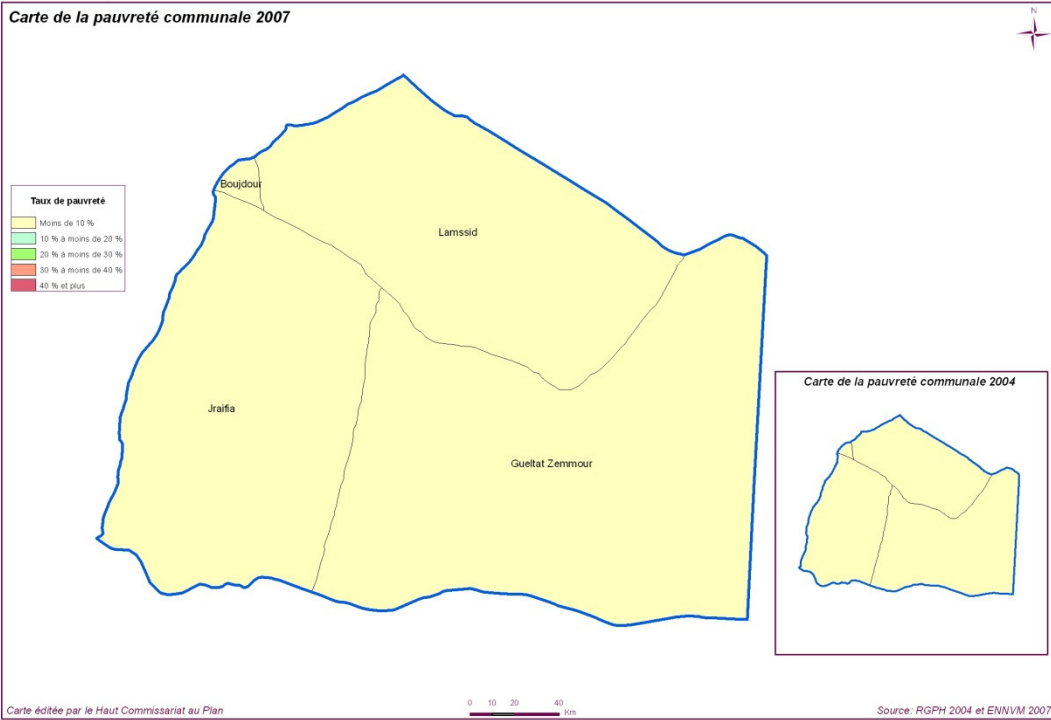 Carte de la pauvreté communale 2007
N
Boujdour
Lamssid
Taux de pauvreté
Moins de 10 %
10 % à moins de 20 %
20 % à moins de 30 %
30 % à moins de 40 %
40 % et plus
Carte de la pauvreté communale 2004
Jraifia
Gueltat Zemmour
0 10 20 40
Km
Carte éditée par le Haut Commissariat au Plan
Source: RGPH 2004 et ENNVM 2007